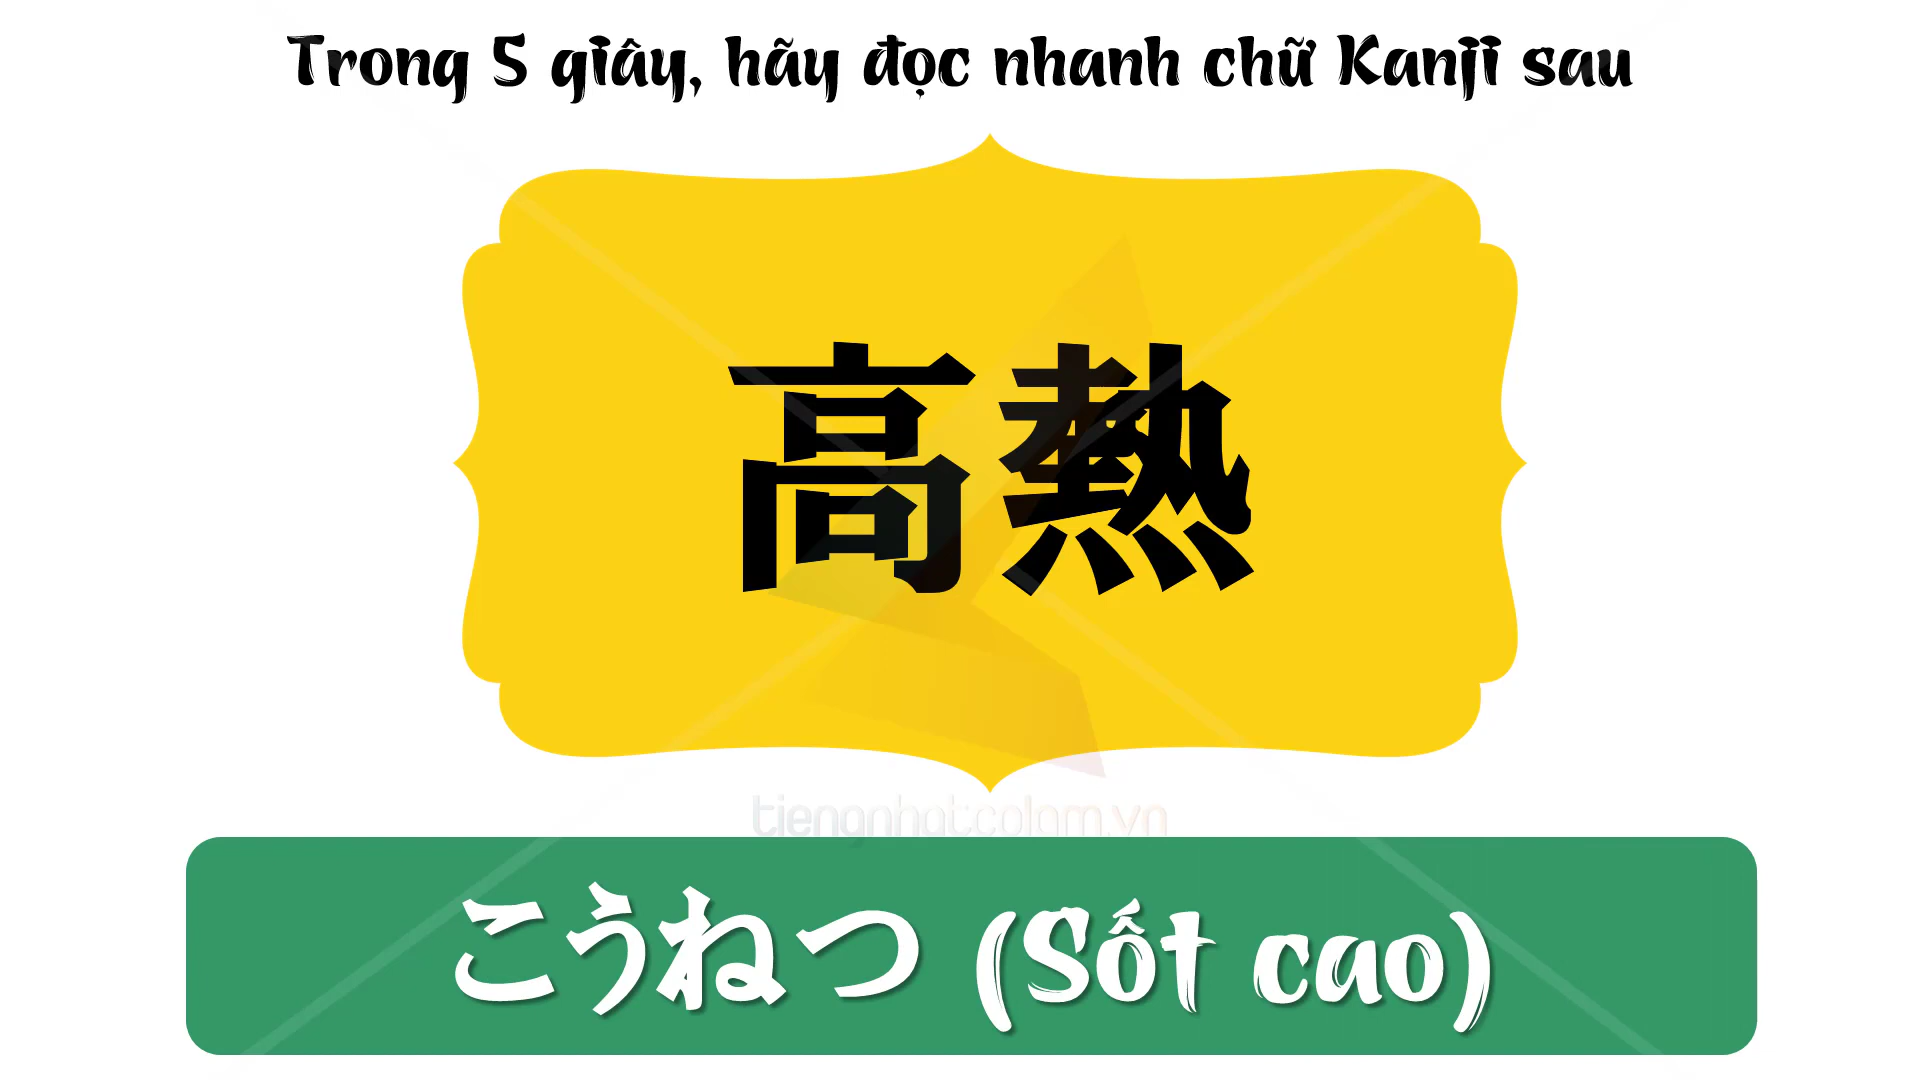 Trong 5 giây, hãy đọc nhanh chữ Kanji sau
高熱
tiengnhatcolam.vn
こうねつ (Sốt cao)